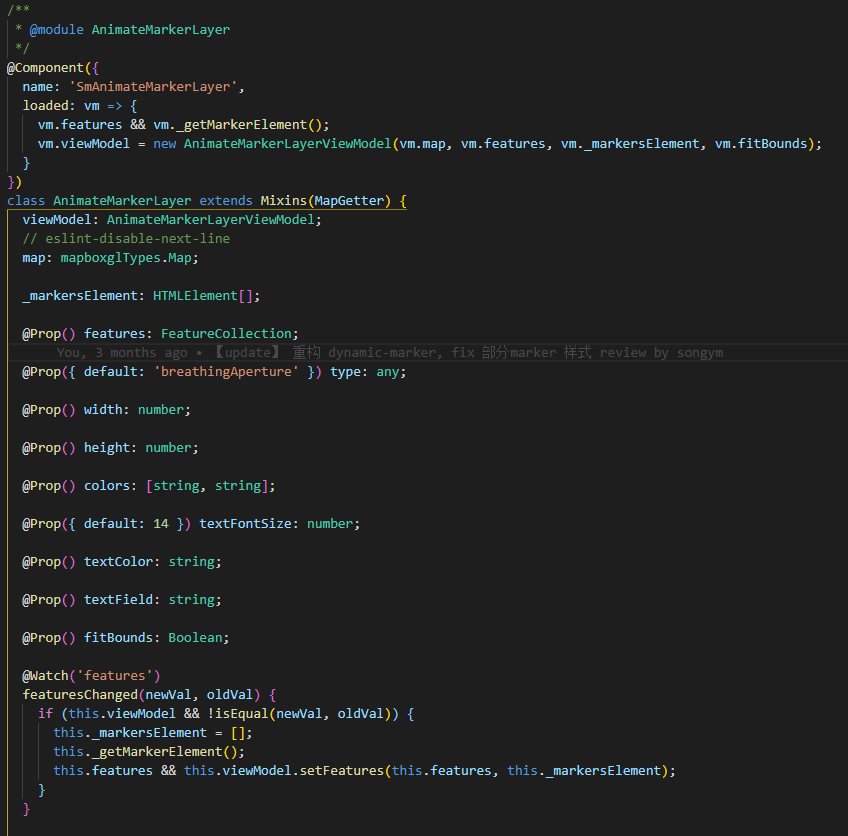 /**
 * @module AnimateMarkerLayer
 */
@Component({
  name: 'SmAnimateMarkerLayer',
  loaded: vm => {
    vm.features && vm._getMarkerElement();
    vm.viewModel = new AnimateMarkerLayerViewModel(vm.map, vm.features, vm._markersElement, vm.fitBounds);
  }
})
class AnimateMarkerLayer extends Mixins(MapGetter) {
  viewModel: AnimateMarkerLayerViewModel;
  // eslint-disable-next-line
  map: mapboxglTypes.Map;
  _markersElement: HTMLElement[];
  @Prop() features: FeatureCollection;
You, 3 months ago • 【update】 重构 dynamic-marker, fix 部分marker 样式 review by songym
  @Prop({ default: 'breathingAperture' }) type: any;
  @Prop() width: number;
  @Prop() height: number;
  @Prop() colors: [string, string];
  @Prop({ default: 14 }) textFontSize: number;
  @Prop() textColor: string;
  @Prop() textField: string;
  @Prop() fitBounds: Boolean;
  @Watch('features')
  featuresChanged(newVal, oldVal) {
    if (this.viewModel && !isEqual(newVal, oldVal)) {
      this._markersElement = [];
      this._getMarkerElement();
      this.features && this.viewModel.setFeatures(this.features, this._markersElement);
    }
  }